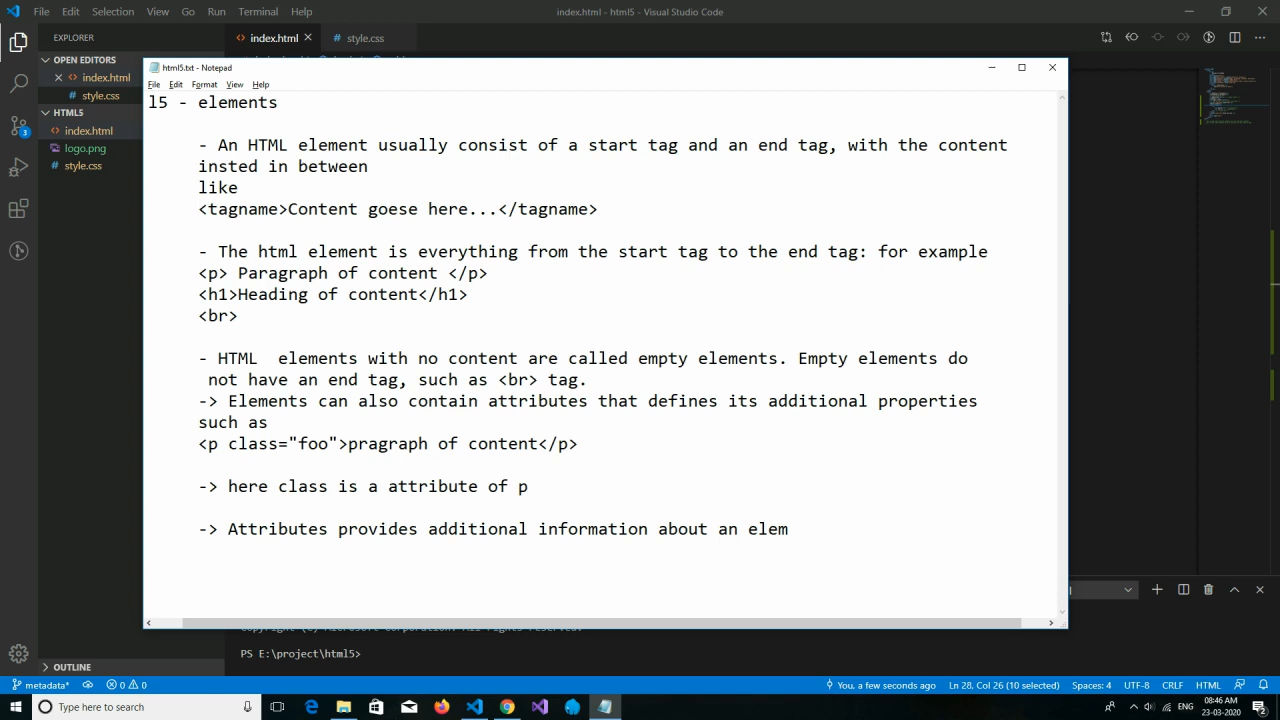 File Edit Selection View Go Run Terminal Help index.html - html5 - Visual Studio Code
EXPLORER index.html style.css
OPEN EDITORS
index.html
style.css
HTML5
index.html
logo.png
style.css
html5.txt - Notepad
File Edit Format View Help
l5 - elements
- An HTML element usually consist of a start tag and an end tag, with the content
insted in between
like
<tagname>Content goese here...</tagname>
- The html element is everything from the start tag to the end tag: for example
<p> Paragraph of content </p>
<h1>Heading of content</h1>
<br>
- HTML  elements with no content are called empty elements. Empty elements do
not have an end tag, such as <br> tag.
-> Elements can also contain attributes that defines its additional properties
such as
<p class="foo">pragraph of content</p>
-> here class is a attribute of p
-> Attributes provides additional information about an elem
Copyright (C) Microsoft Corporation. All rights reserved.
PS E:\project\html5>
OUTLINE
metadata* 0 0 You, a few seconds ago Ln 28, Col 26 (10 selected) Spaces: 4 UTF-8 CRLF HTML
3
Type here to search ENG 08:46 AM
23-03-2020 2